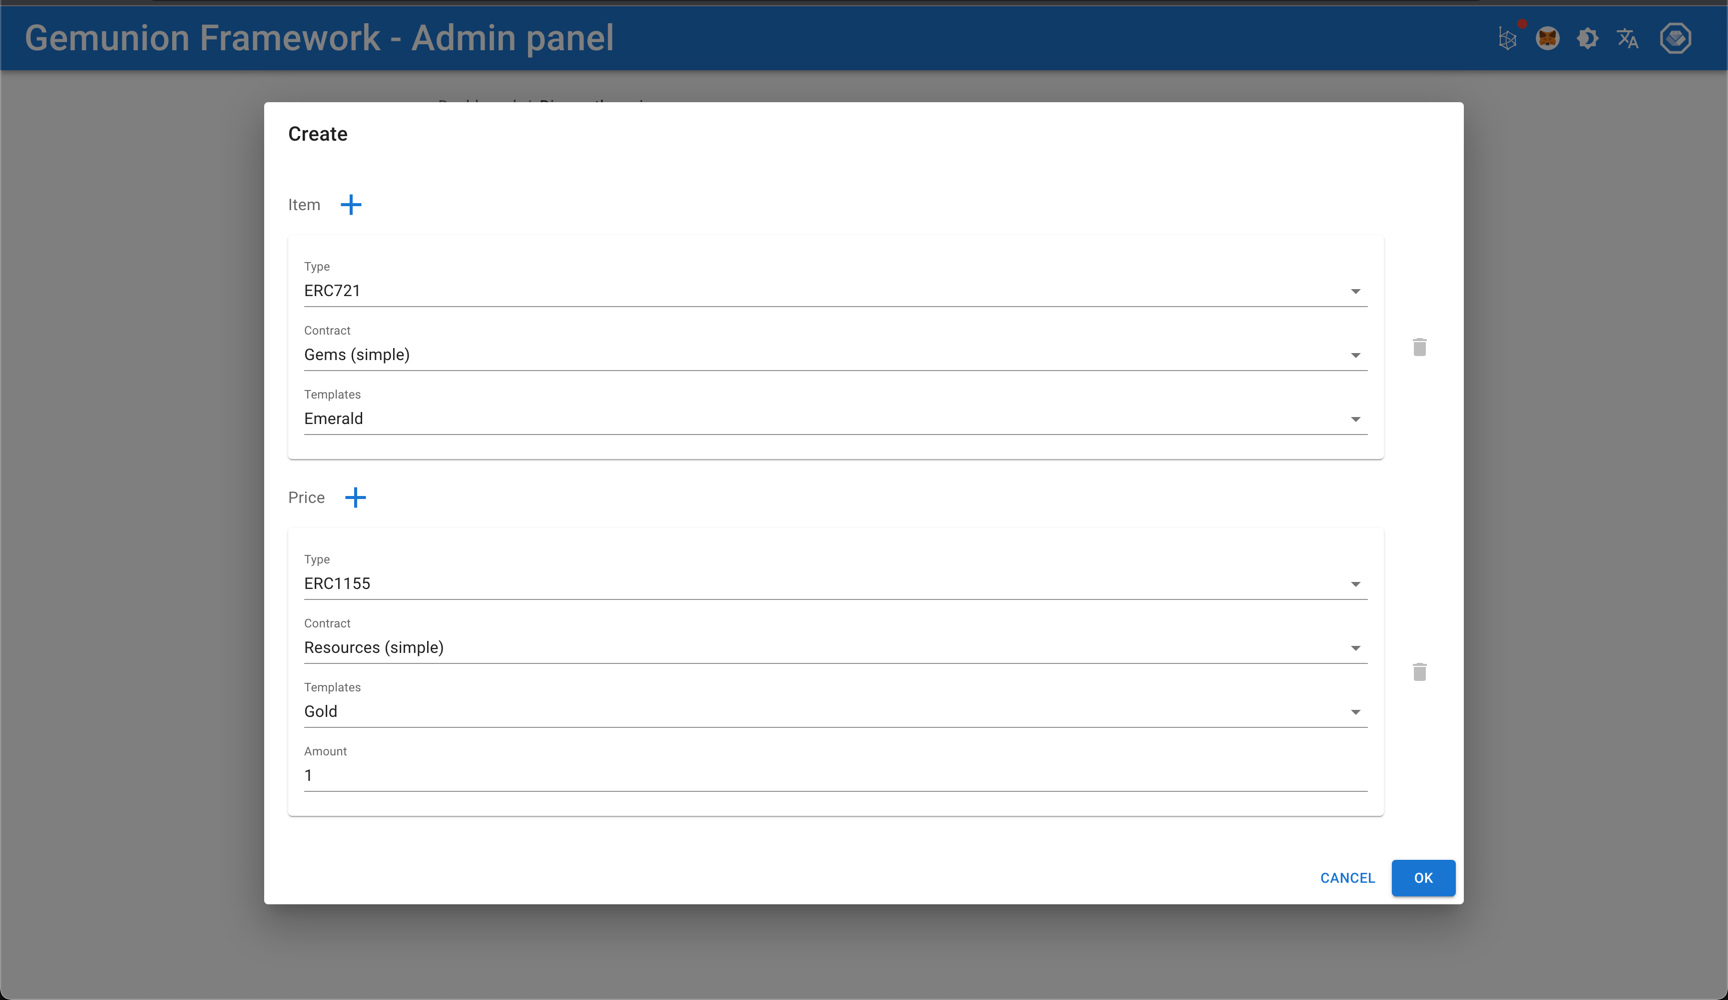 Gemunion Framework - Admin panel
Create
Item
Type
ERC721
Contract
Gems (simple)
Templates
Emerald
Price
Type
ERC1155
Contract
Resources (simple)
Templates
Gold
Amount
1
CANCEL
OK